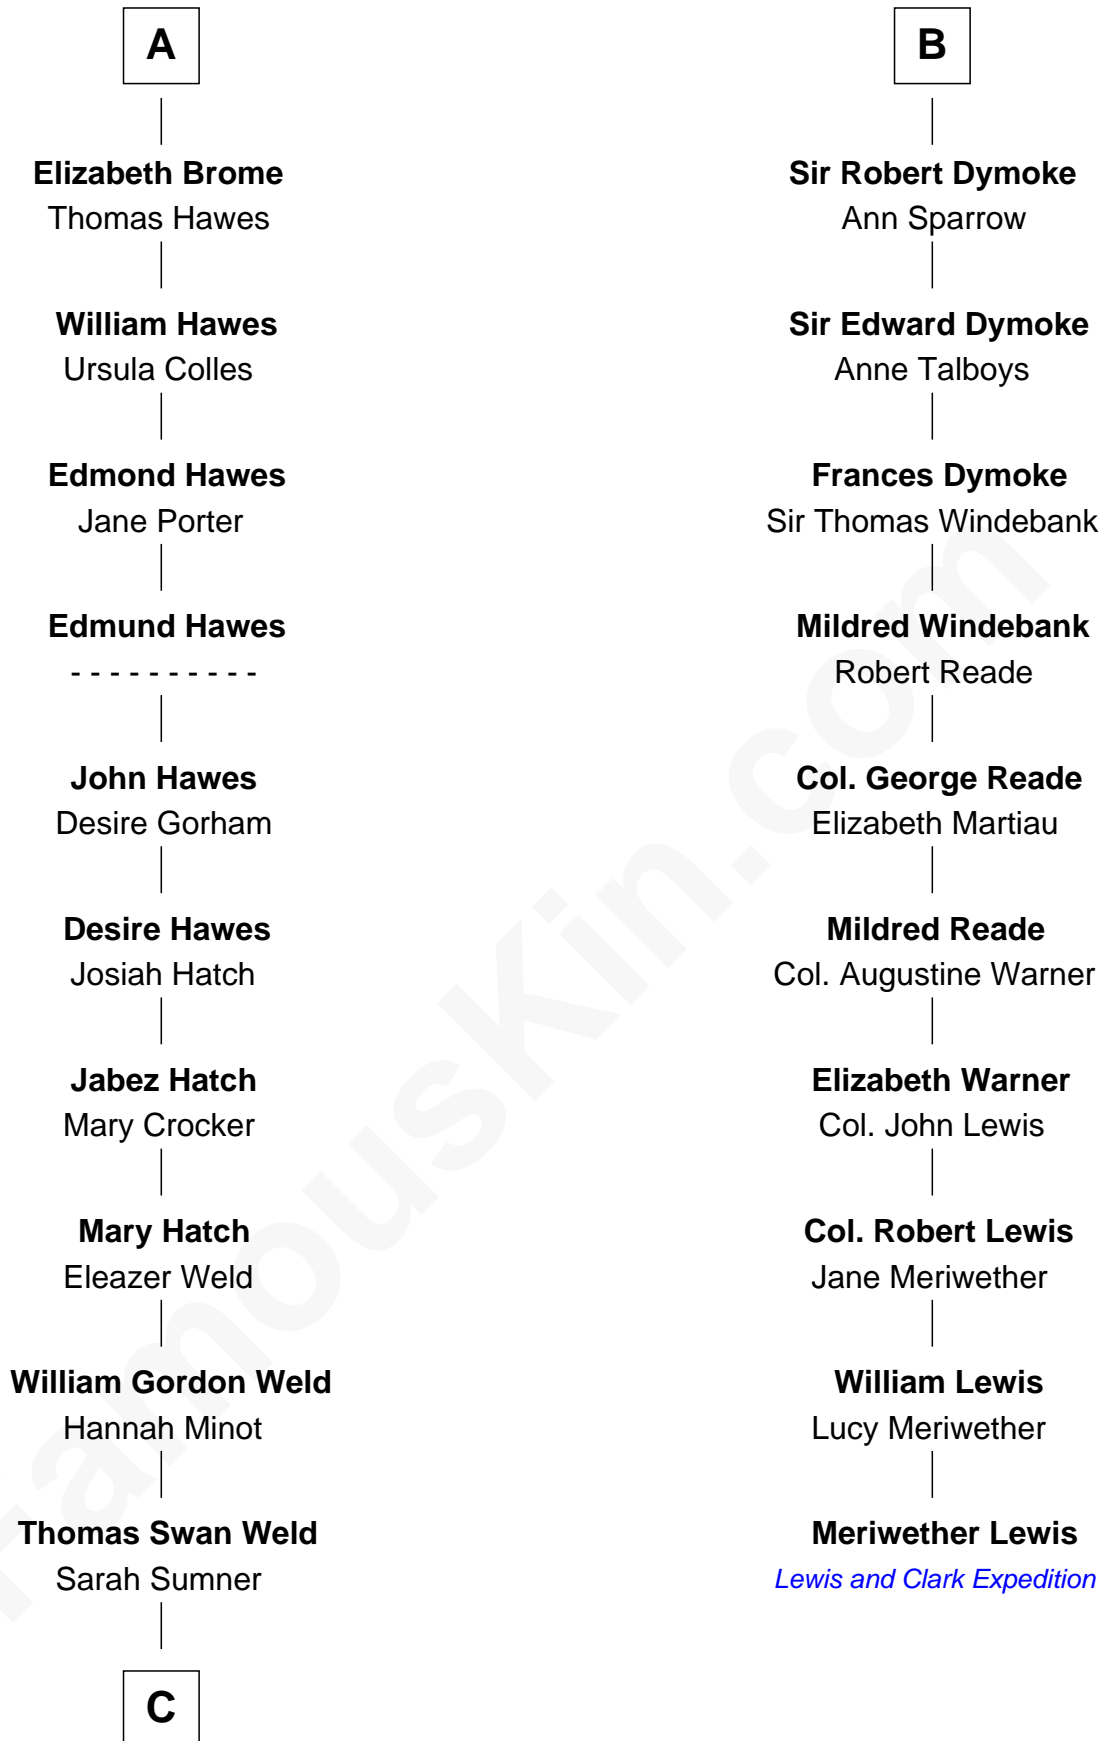 A
Elizabeth Brome
Thomas Hawes
William Hawes
Ursula Colles
Edmond Hawes
Jane Porter
Edmund Hawes
- - - - - - - - - -
John Hawes
Desire Gorham
Desire Hawes
Josiah Hatch
Jabez Hatch
Mary Crocker
Mary Hatch
Eleazer Weld
William Gordon Weld
Hannah Minot
Thomas Swan Weld
Sarah Sumner
C
B
Sir Robert Dymoke
Ann Sparrow
Sir Edward Dymoke
Anne Talboys
Frances Dymoke
Sir Thomas Windebank
Mildred Windebank
Robert Reade
Col. George Reade
Elizabeth Martiau
Mildred Reade
Col. Augustine Warner
Elizabeth Warner
Col. John Lewis
Col. Robert Lewis
Jane Meriwether
William Lewis
Lucy Meriwether
Meriwether Lewis
Lewis and Clark Expedition
FamousKin.com